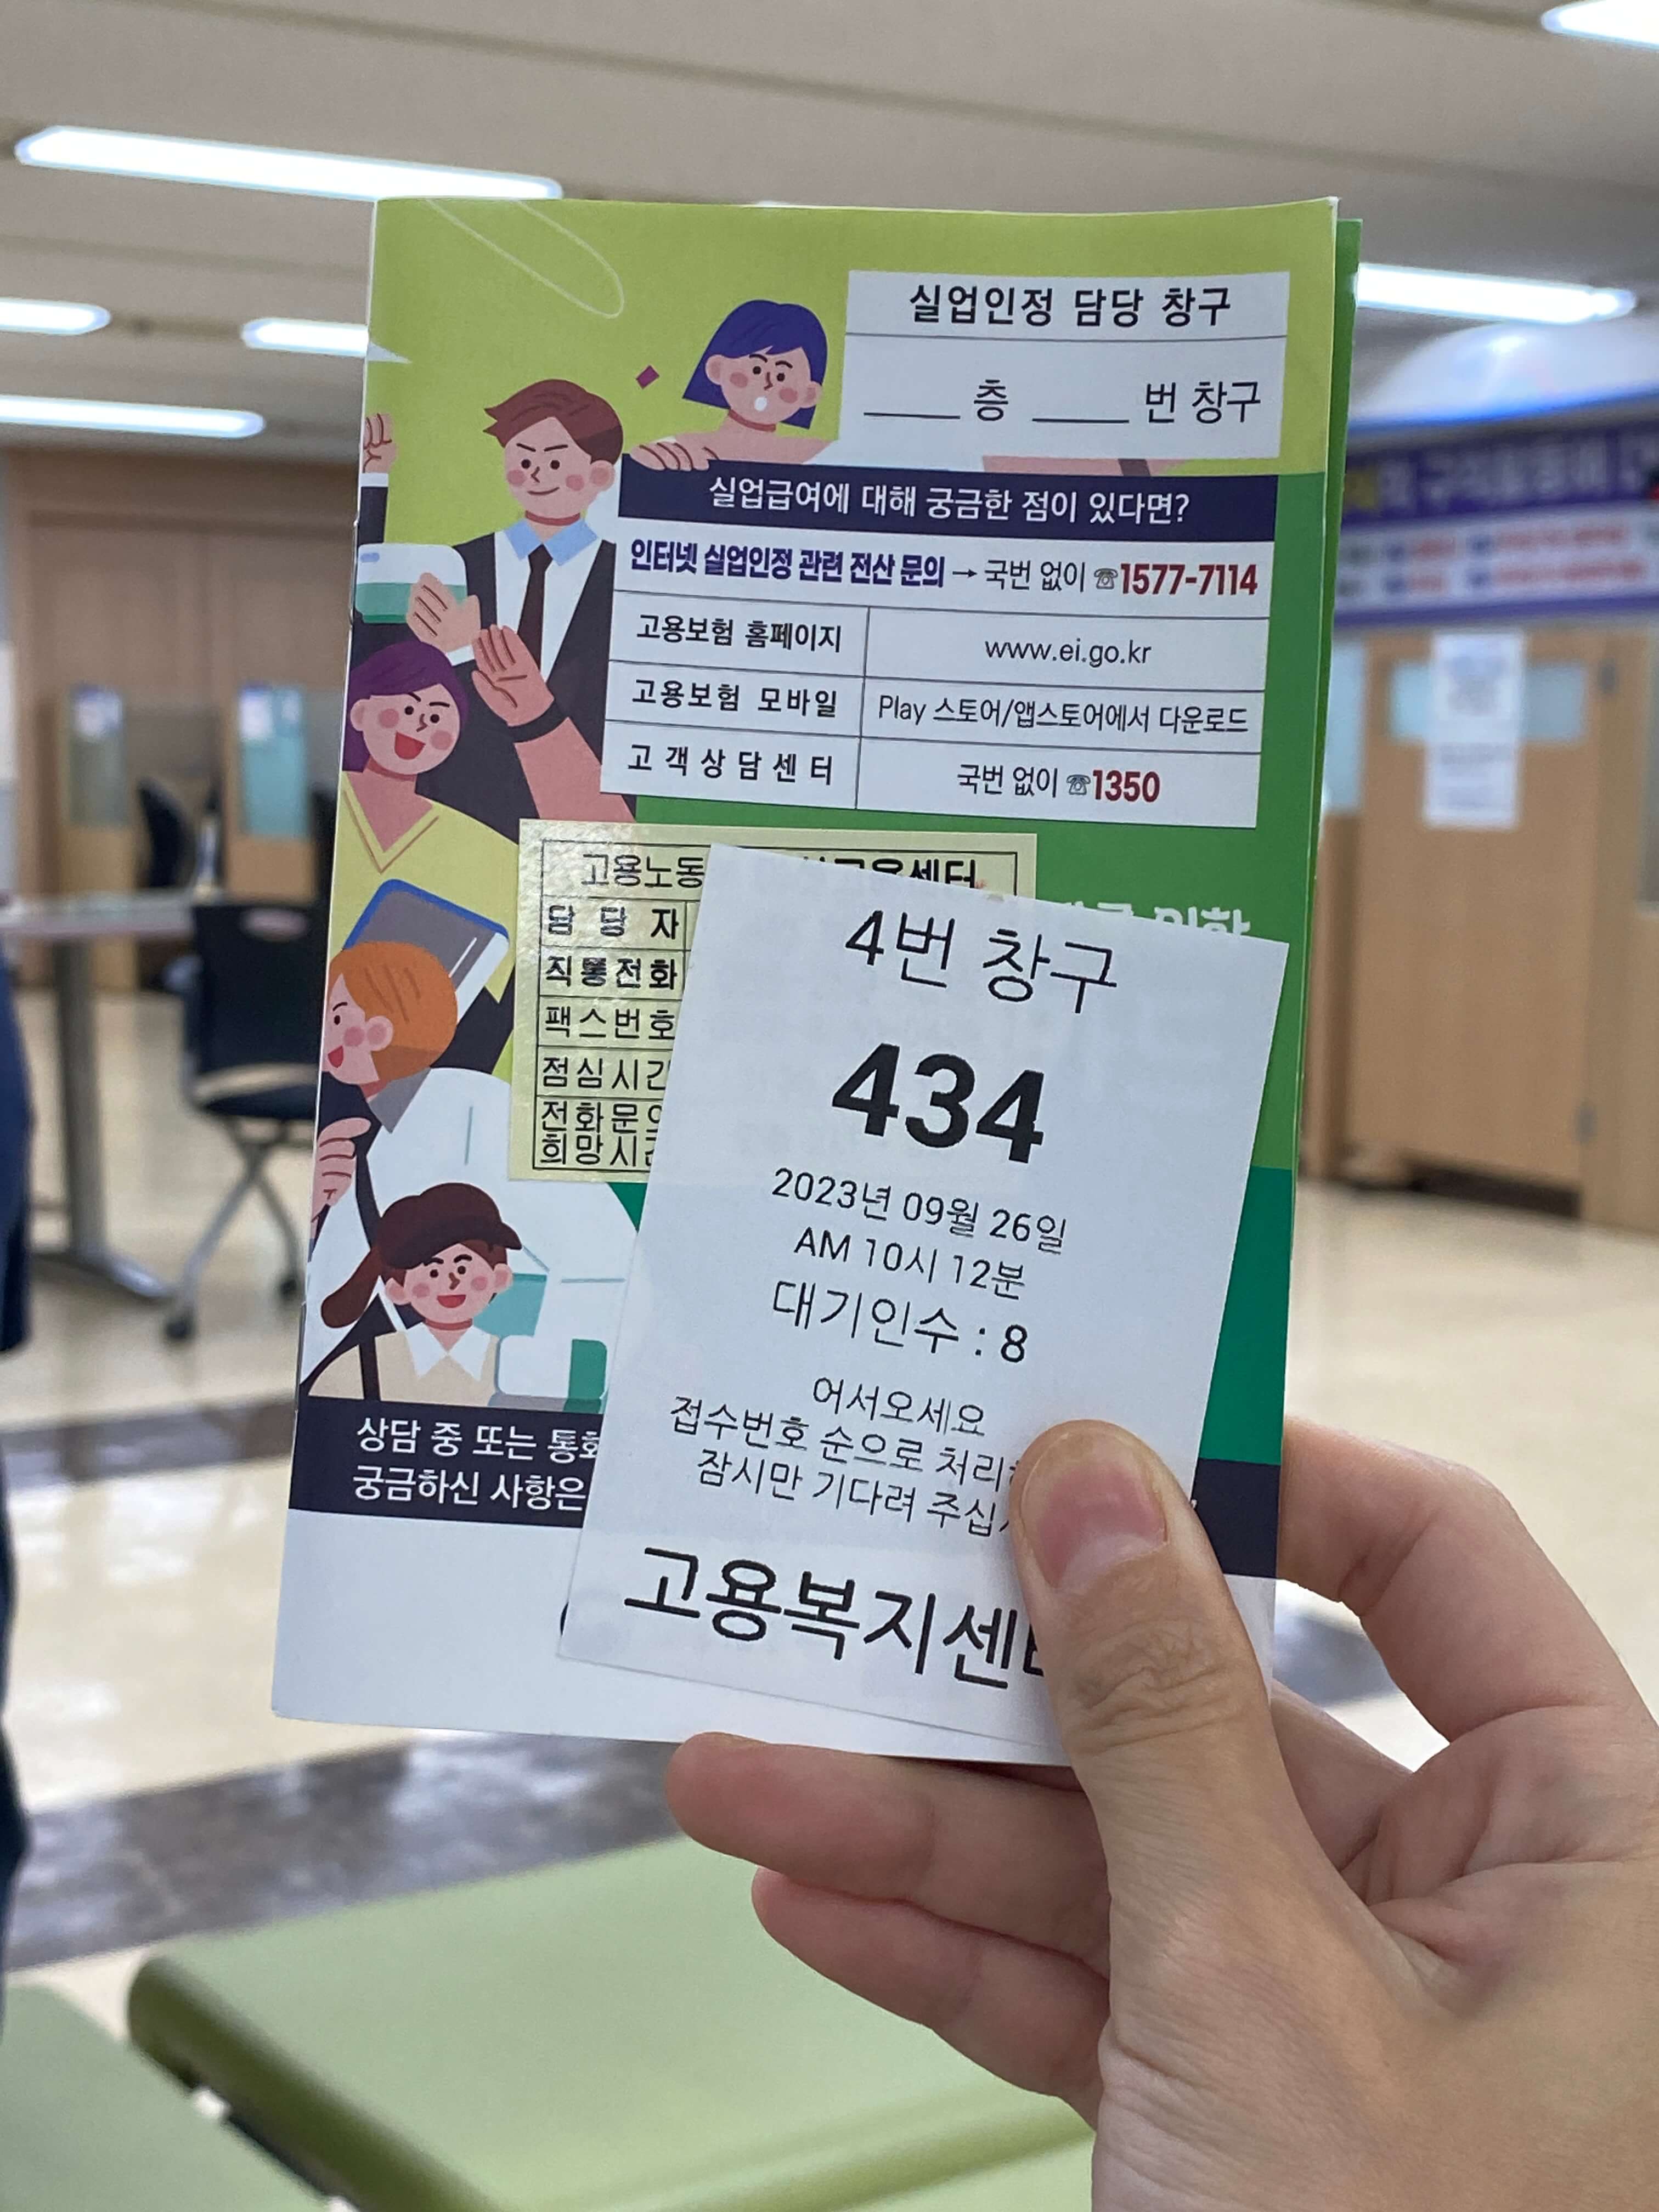 실업인정 담당 창구
층 번 창구
실업급여에 대해 궁금한 점이 있다면?
인터넷 실업인정 관련 전산 문의 → 국번 없이 ☏1577-7114
고용보험 홈페이지 www.ei.go.kr
고용보험 모바일 Play 스토어/앱스토어에서 다운로드
고객상담센터 국번 없이 ☏1350
고용노동
담당자
직통전화
팩스번호
점심시간
전화문의
희망시간
4번 창구
434
2023년 09월 26일
AM 10시 12분
대기인수 : 8
어서오세요
접수번호 순으로 처리
잠시만 기다려 주십
고용복지센터
상담 중 또는 통화
궁금하신 사항은